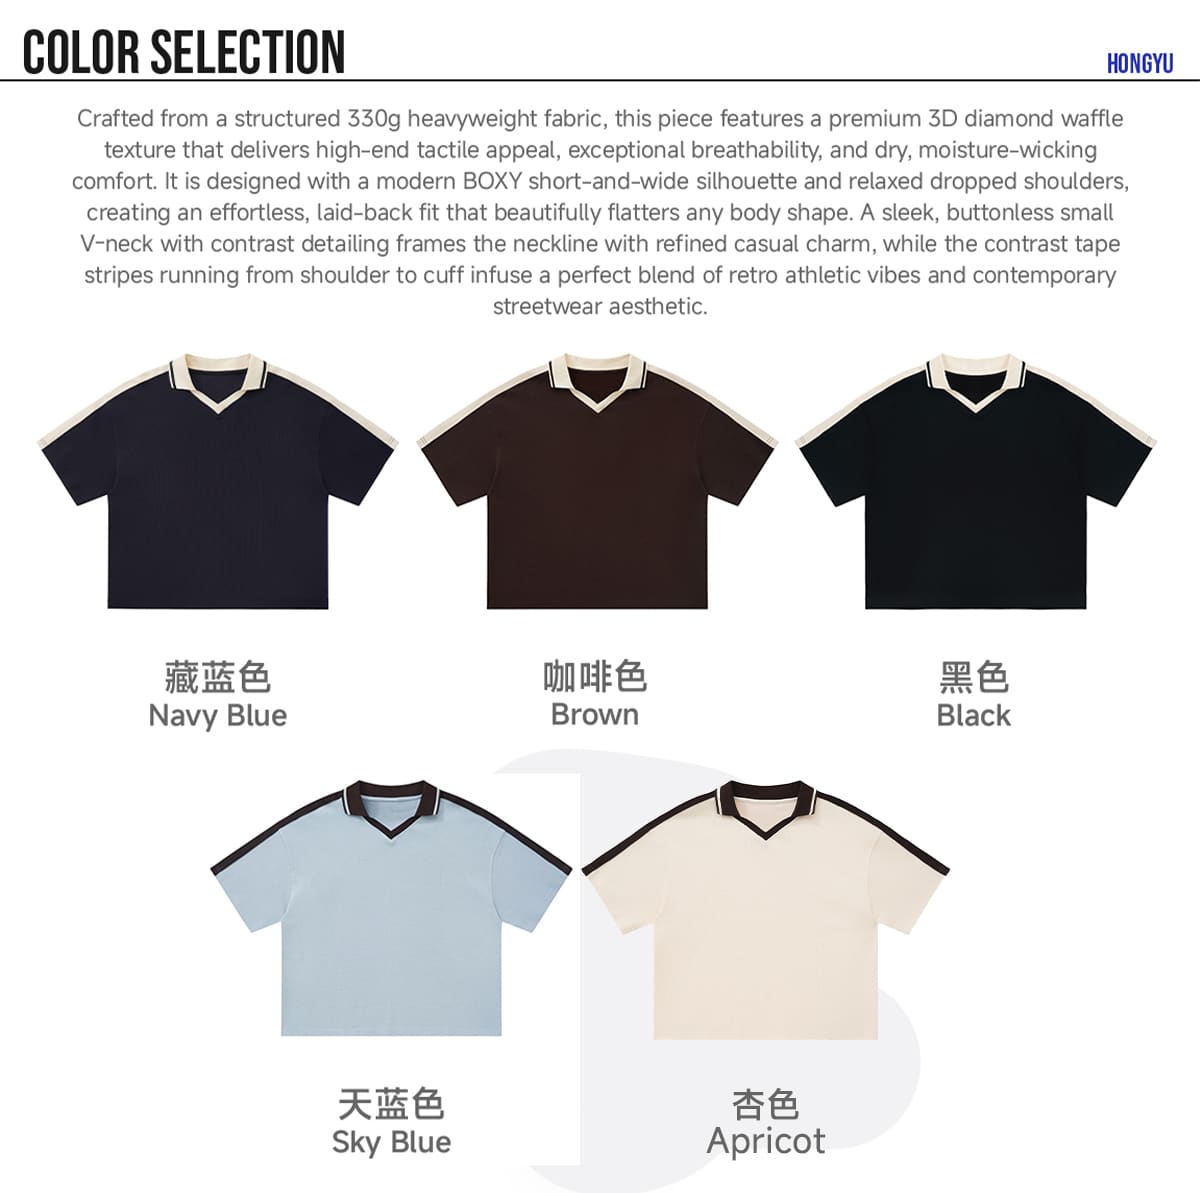 COLOR SELECTION
HONGYU
Crafted from a structured 330g heavyweight fabric, this piece features a premium 3D diamond waffle
texture that delivers high-end tactile appeal, exceptional breathability, and dry, moisture-wicking
comfort. It is designed with a modern BOXY short-and-wide silhouette and relaxed dropped shoulders,
creating an effortless, laid-back fit that beautifully flatters any body shape. A sleek, buttonless small
V-neck with contrast detailing frames the neckline with refined casual charm, while the contrast tape
stripes running from shoulder to cuff infuse a perfect blend of retro athletic vibes and contemporary
streetwear aesthetic.
藏蓝色
Navy Blue
咖啡色
Brown
黑色
Black
天蓝色
Sky Blue
杏色
Apricot